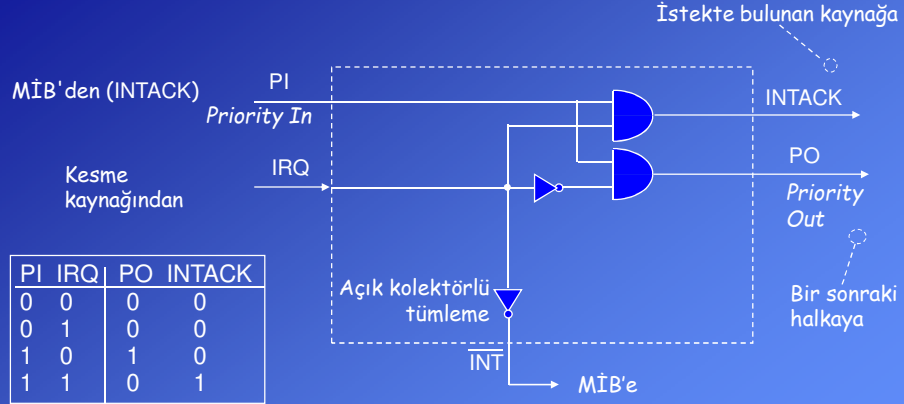 İstekte bulunan kaynağa
MİB'den (INTACK)
PI
Priority In
INTACK
Kesme
kaynağından
IRQ
PO
Priority
Out
Açık kolektörlü
tümleme
Bir sonraki
halkaya
INT
MİB'e
PI IRQ PO INTACK
0 0 0 0
0 1 0 0
1 0 1 0
1 1 0 1